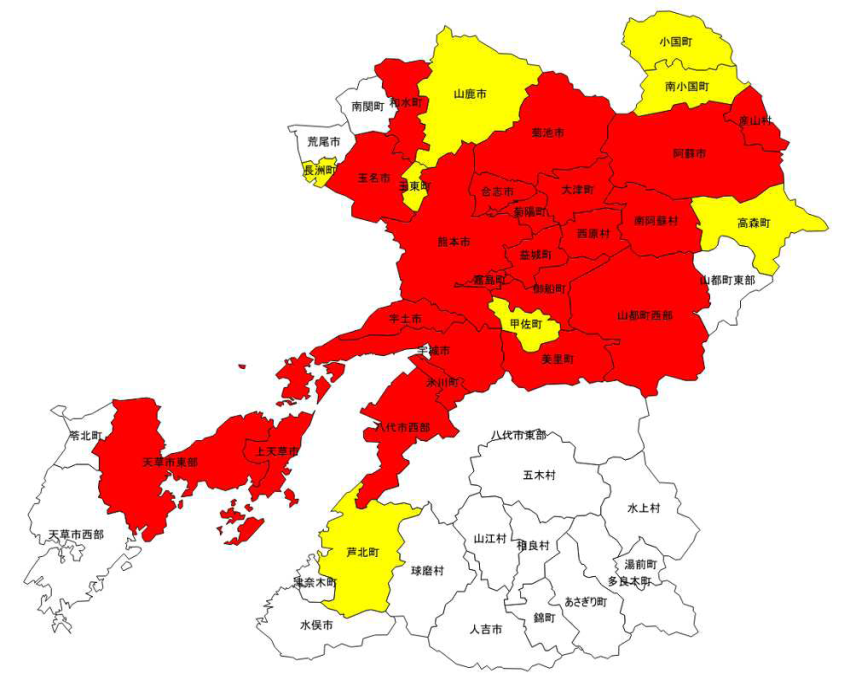 小国町
南小国町
山鹿市
和水町
南関町
産山村
菊池市
荒尾市
阿蘇市
長洲町
玉名市
玉東町
合志市
大津町
菊陽町
南阿蘇村
高森町
西原村
熊本市
益城町
嘉島町
山都町東部
御船町
宇土市
甲佐町
山都町西部
宇城市
美里町
氷川町
八代市西部
苓北町
八代市東部
上天草市
天草市東部
五木村
水上村
天草市西部
山江村
相良村
芦北町
湯前町
球磨村
津奈木町
多良木町
あさぎり町
錦町
水俣市
人吉市